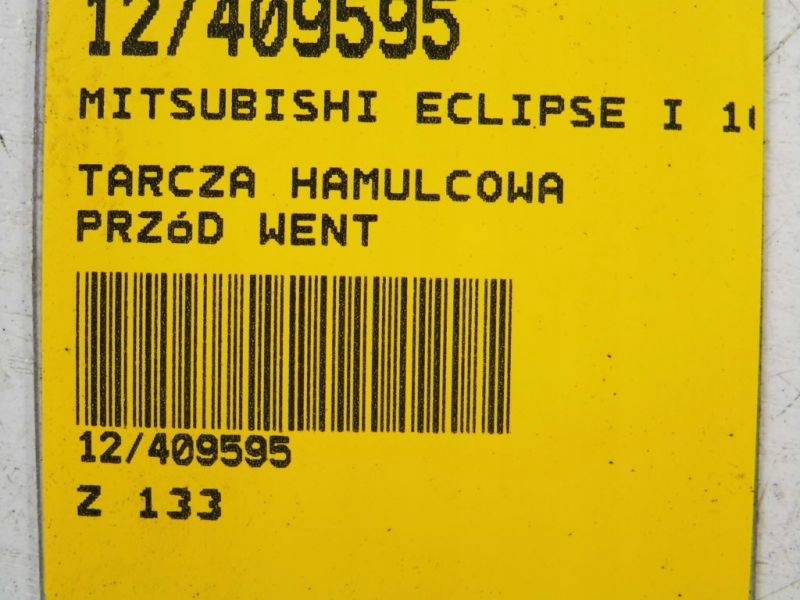 12/409595
MITSUBISHI ECLIPSE I
TARCZA HAMULCOWA
PRZóD WENT
12/409595
Z 133